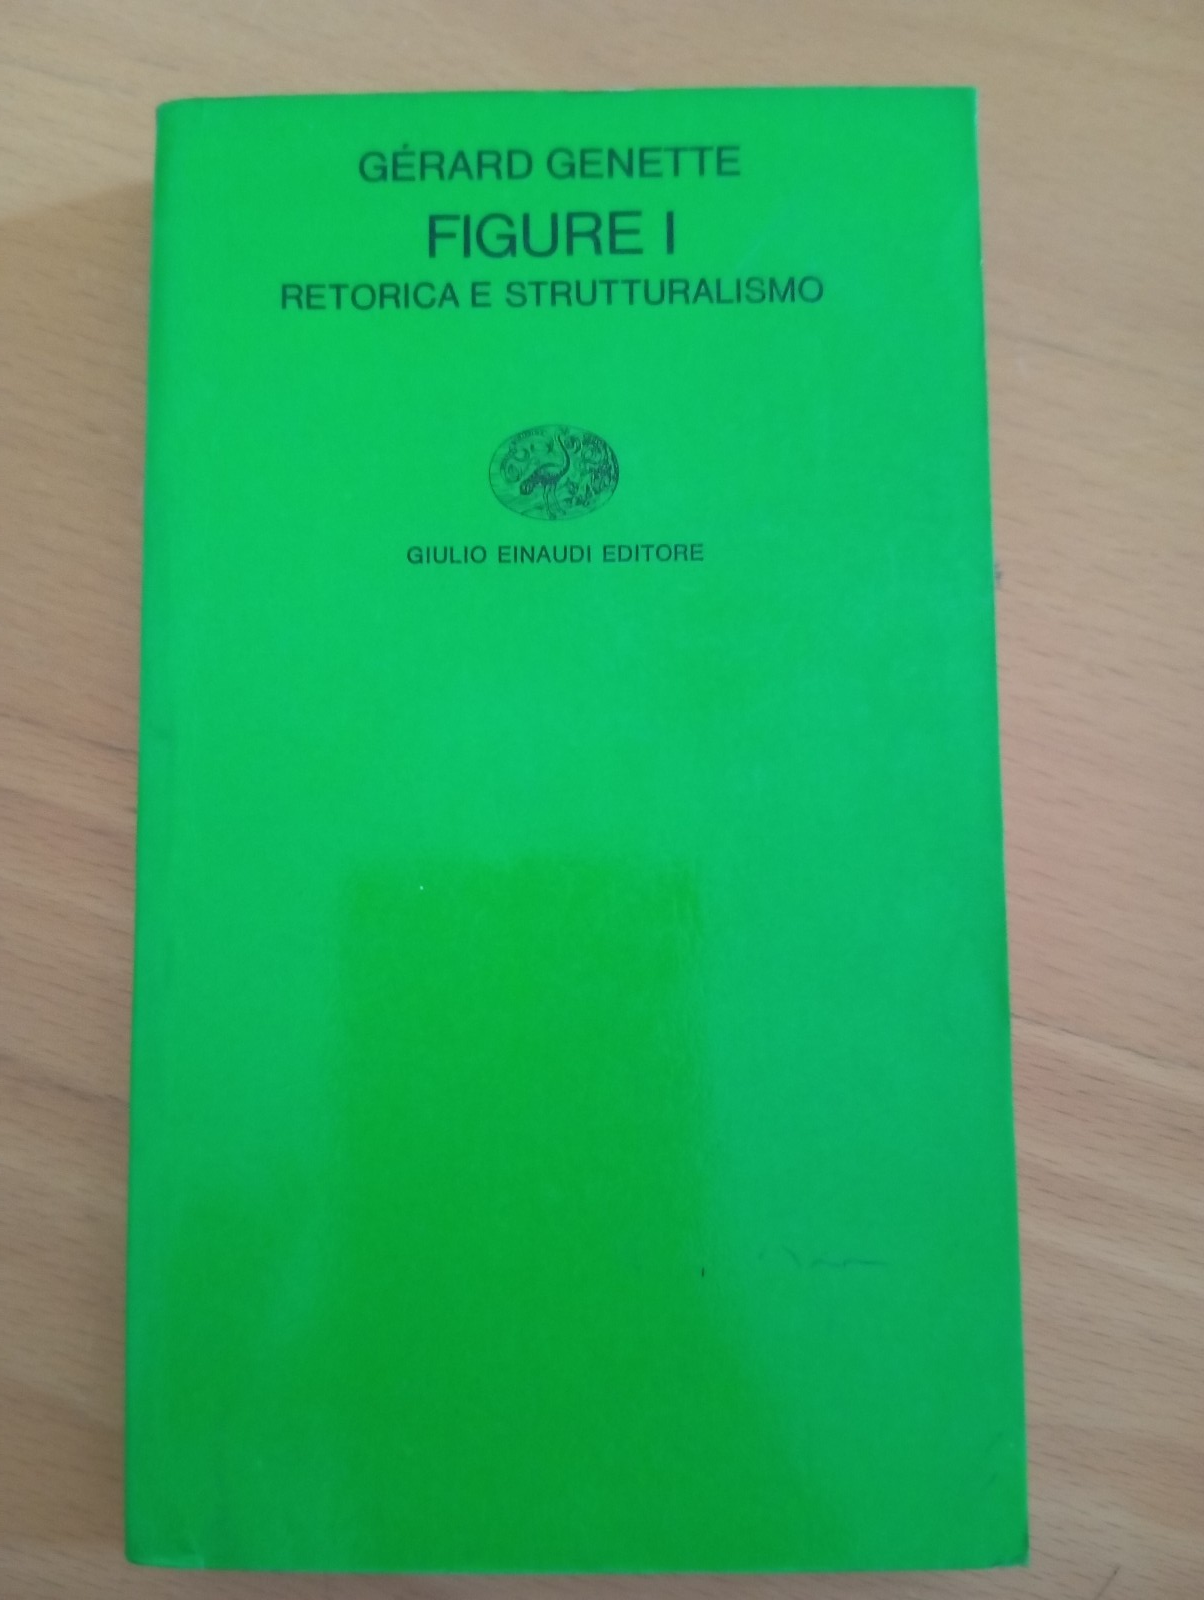 GÉRARD GENETTE
FIGURE I
RETORICA E STRUTTURALISMO
GIULIO EINAUDI EDITORE